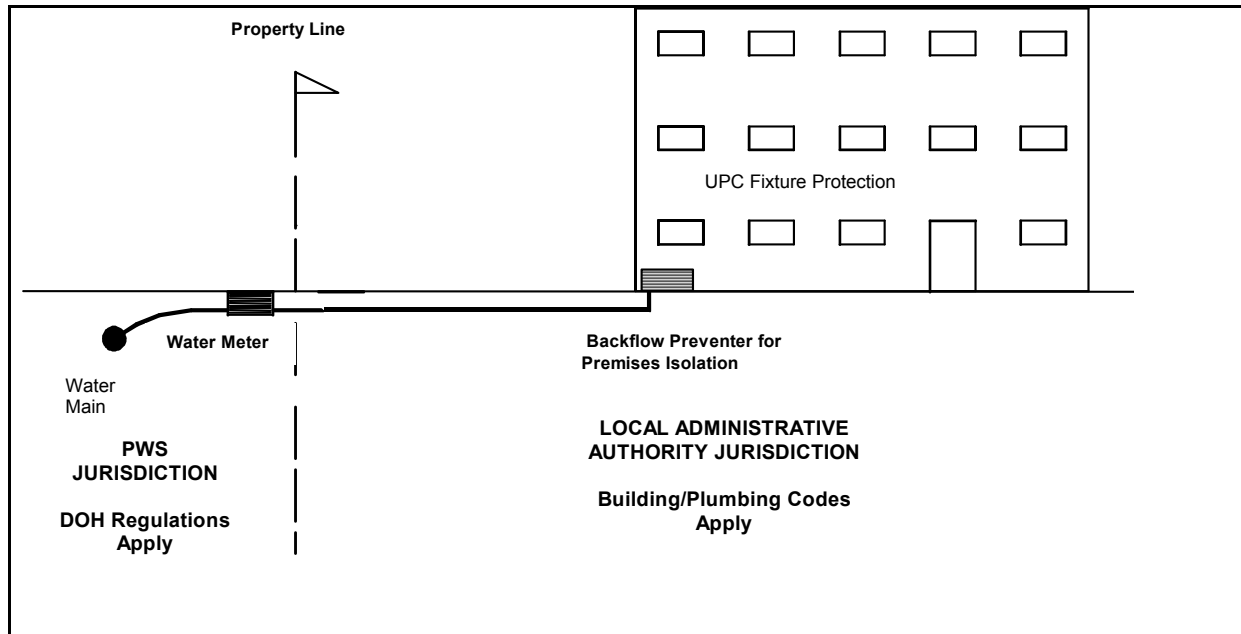 Property Line
UPC Fixture Protection
Water Meter
Backflow Preventer for
Premises Isolation
Water
Main
PWS
JURISDICTION
DOH Regulations
Apply
LOCAL ADMINISTRATIVE
AUTHORITY JURISDICTION
Building/Plumbing Codes
Apply